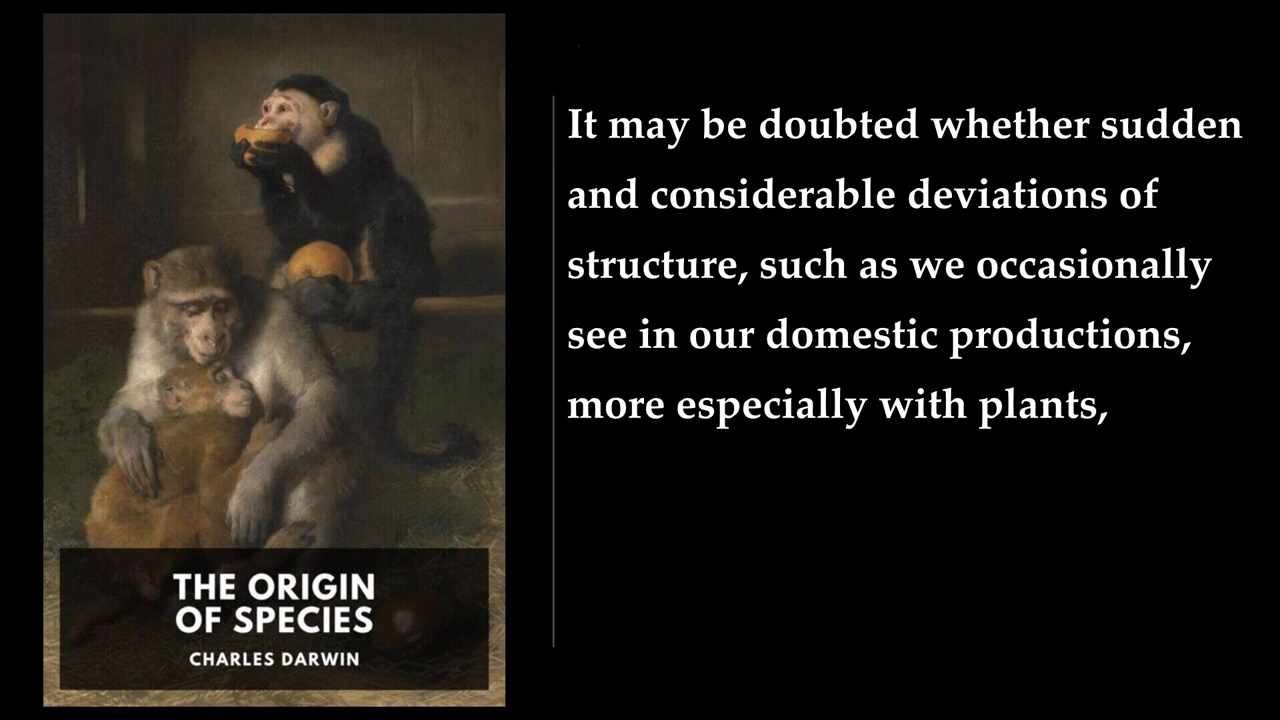 It may be doubted whether sudden
and considerable deviations of
structure, such as we occasionally
see in our domestic productions,
more especially with plants,
THE ORIGIN
OF SPECIES
CHARLES DARWIN